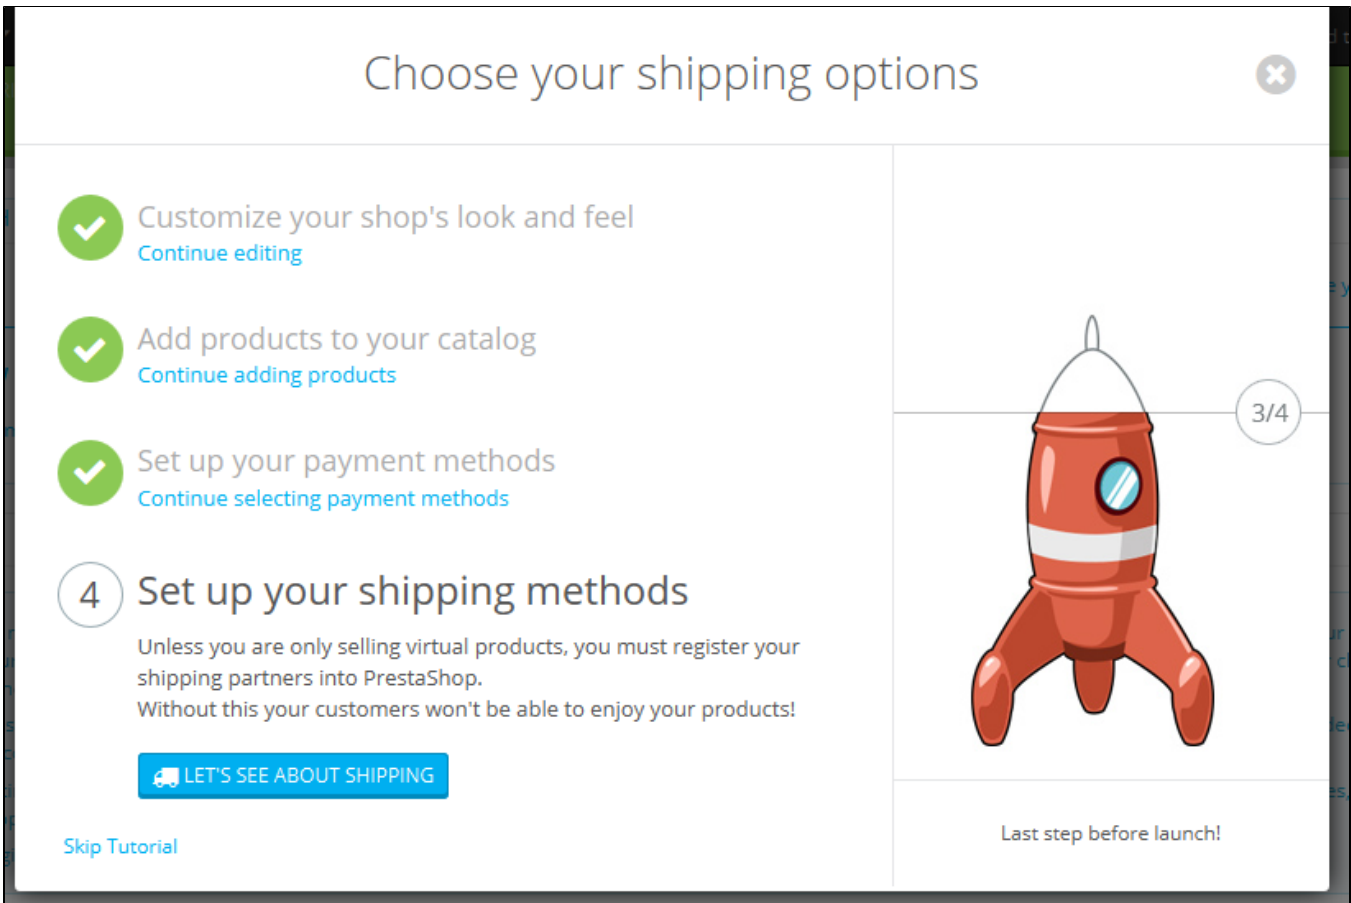 Choose your shipping options
Customize your shop's look and feel
Continue editing
Add products to your catalog
Continue adding products
Set up your payment methods
Continue selecting payment methods
4 Set up your shipping methods
Unless you are only selling virtual products, you must register your
shipping partners into PrestaShop.
Without this your customers won't be able to enjoy your products!
LET'S SEE ABOUT SHIPPING
Skip Tutorial
3/4
Last step before launch!